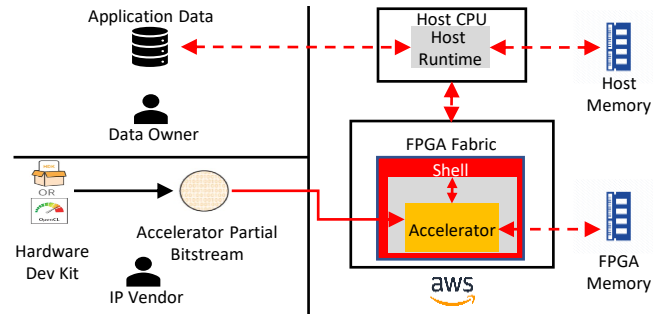 Application Data
Data Owner
Host CPU
Host
Runtime
Host
Memory
FPGA Fabric
Shell
Accelerator
FPGA
Memory
aws
OR
OpenCL
Hardware
Dev Kit
Accelerator Partial
Bitstream
IP Vendor